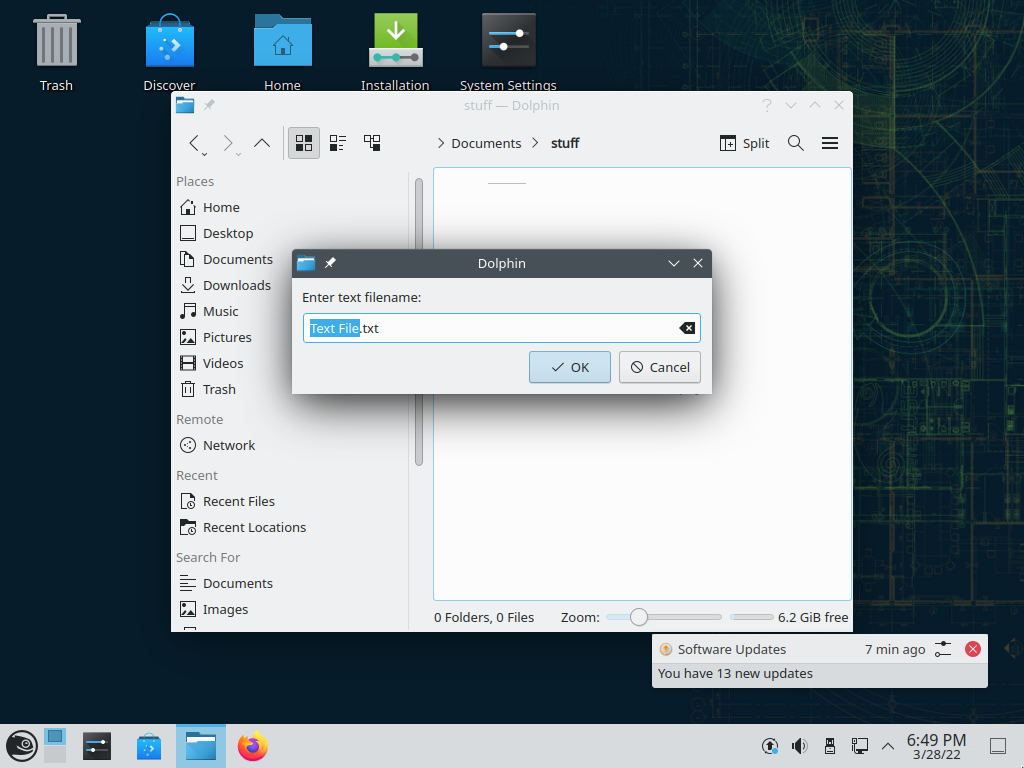 Trash
Discover
Home
Installation
System Settings
stuff — Dolphin
Documents
stuff
Split
Places
Home
Desktop
Documents
Downloads
Music
Pictures
Videos
Trash
Remote
Network
Recent
Recent Files
Recent Locations
Search For
Documents
Images
Dolphin
Enter text filename:
Text File.txt
OK
Cancel
0 Folders, 0 Files
Zoom:
6.2 GiB free
Software Updates
7 min ago
You have 13 new updates
6:49 PM
3/28/22